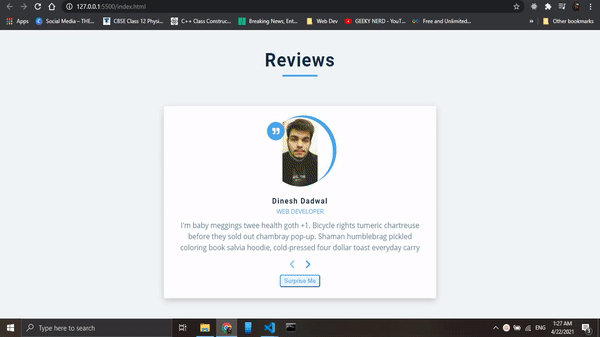 127.0.0.1:5500/index.html
Apps
Social Media – THE...
CBSE Class 12 Physi...
C++ Class Construc...
Breaking News, Ent...
Web Dev
GEEKY NERD - YouT...
Free and Unlimited...
»
Other bookmarks
Reviews
Dinesh Dadwal
WEB DEVELOPER
I'm baby meggings twee health goth +1. Bicycle rights tumeric chartreuse
before they sold out chambray pop-up. Shaman humblebrag pickled
coloring book salvia hoodie, cold-pressed four dollar toast everyday carry
Surprise Me
Type here to search
ENG
1:27 AM
4/22/2021